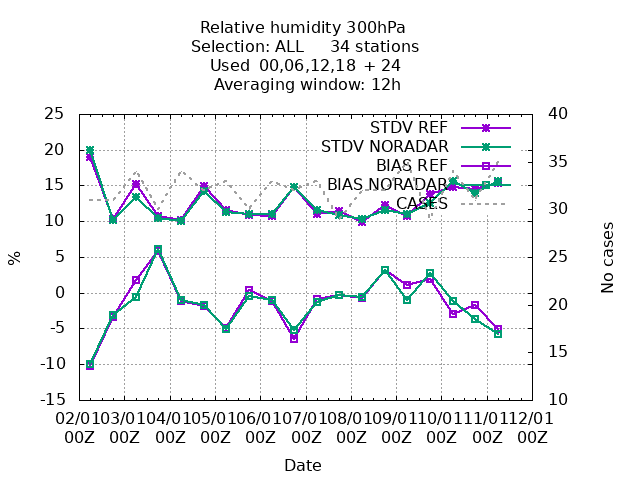 Relative humidity 300hPa
Selection: ALL 34 stations
Used 00,06,12,18 + 24
Averaging window: 12h
STDV REF
STDV NORADAR
BIAS REF
BIAS NORADAR
CASES
25
20
15
10
5
0
-5
-10
-15
%
40
35
30
25
20
15
10
No cases
02/01 03/01 04/01 05/01 06/01 07/01 08/01 09/01 10/01 11/01 12/01
00Z 00Z 00Z 00Z 00Z 00Z 00Z 00Z 00Z 00Z 00Z
Date